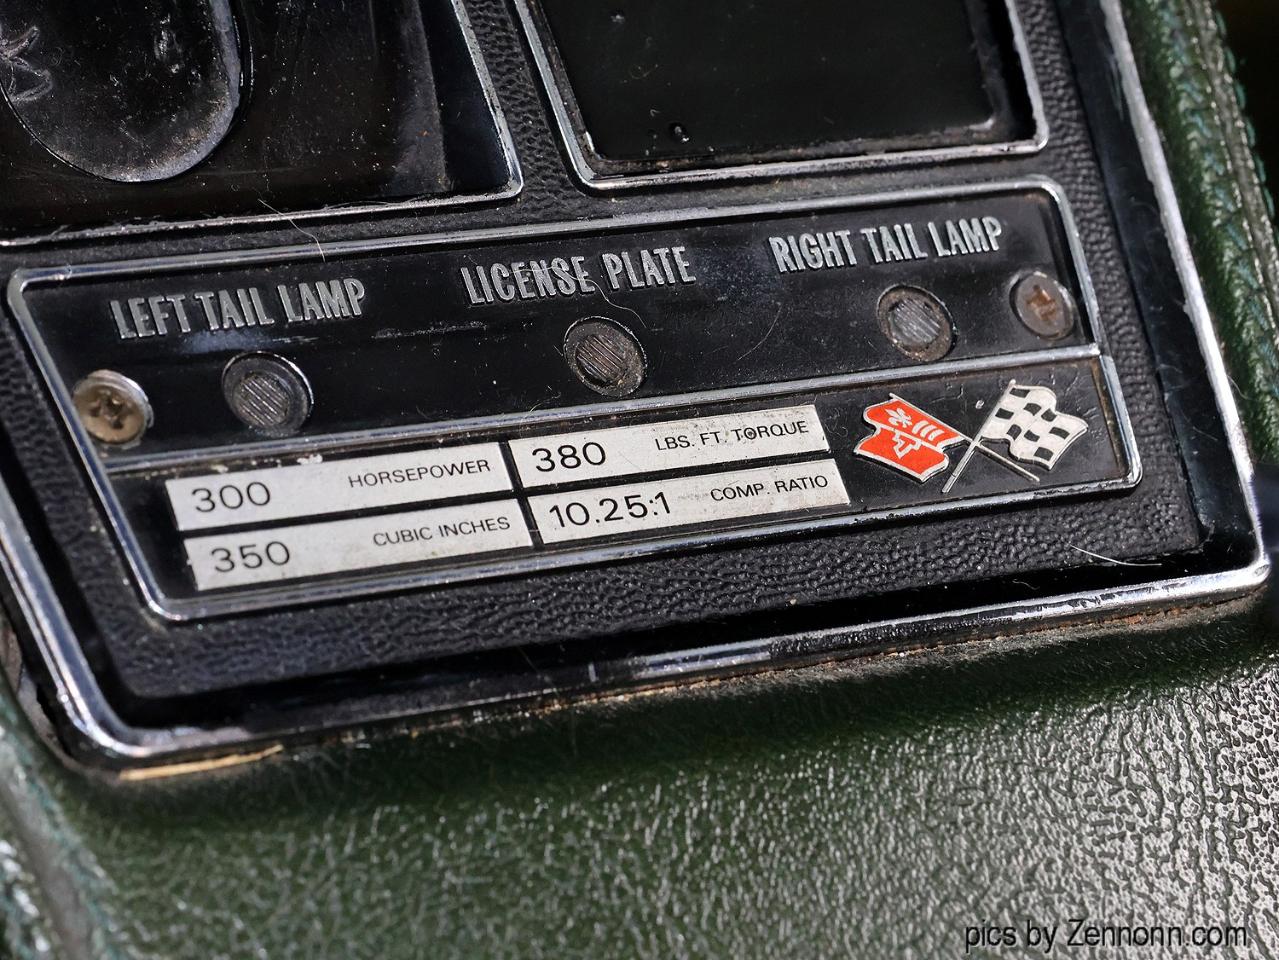 LEFT TAIL LAMP
LICENSE PLATE
RIGHT TAIL LAMP
300 HORSEPOWER
380 LBS. FT. TORQUE
350 CUBIC INCHES
10.25:1 COMP. RATIO
pics by Zennonn.com